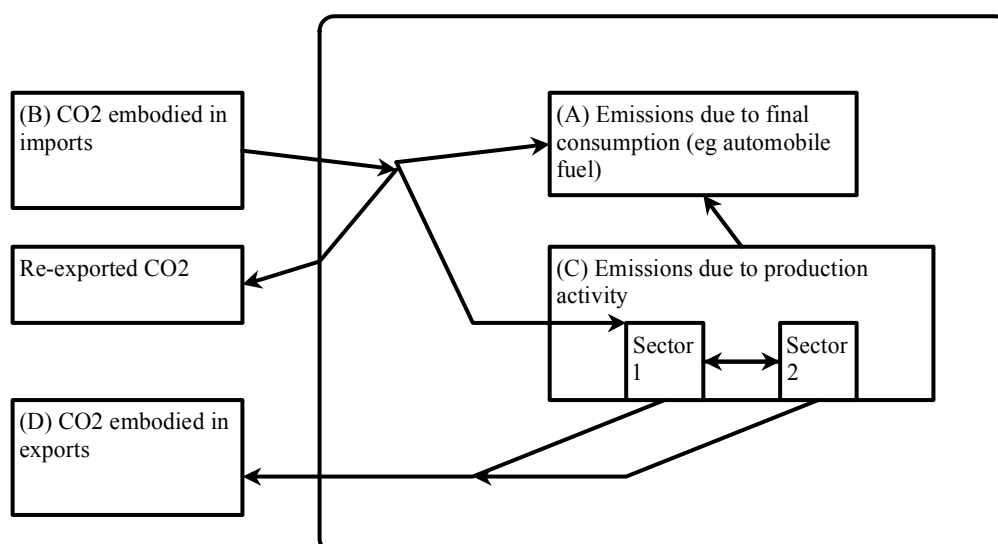 (B) CO2 embodied in
imports
(A) Emissions due to final
consumption (eg automobile
fuel)
Re-exported CO2
(C) Emissions due to production
activity
Sector
1
Sector
2
(D) CO2 embodied in
exports